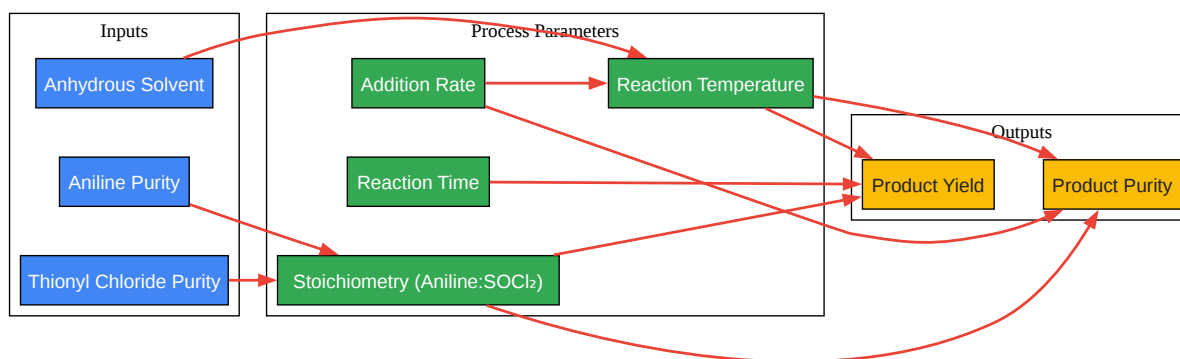 Inputs
Anhydrous Solvent
Aniline Purity
Thionyl Chloride Purity
Process Parameters
Addition Rate
Reaction Temperature
Reaction Time
Stoichiometry (Aniline:SOCl₂)
Outputs
Product Yield
Product Purity